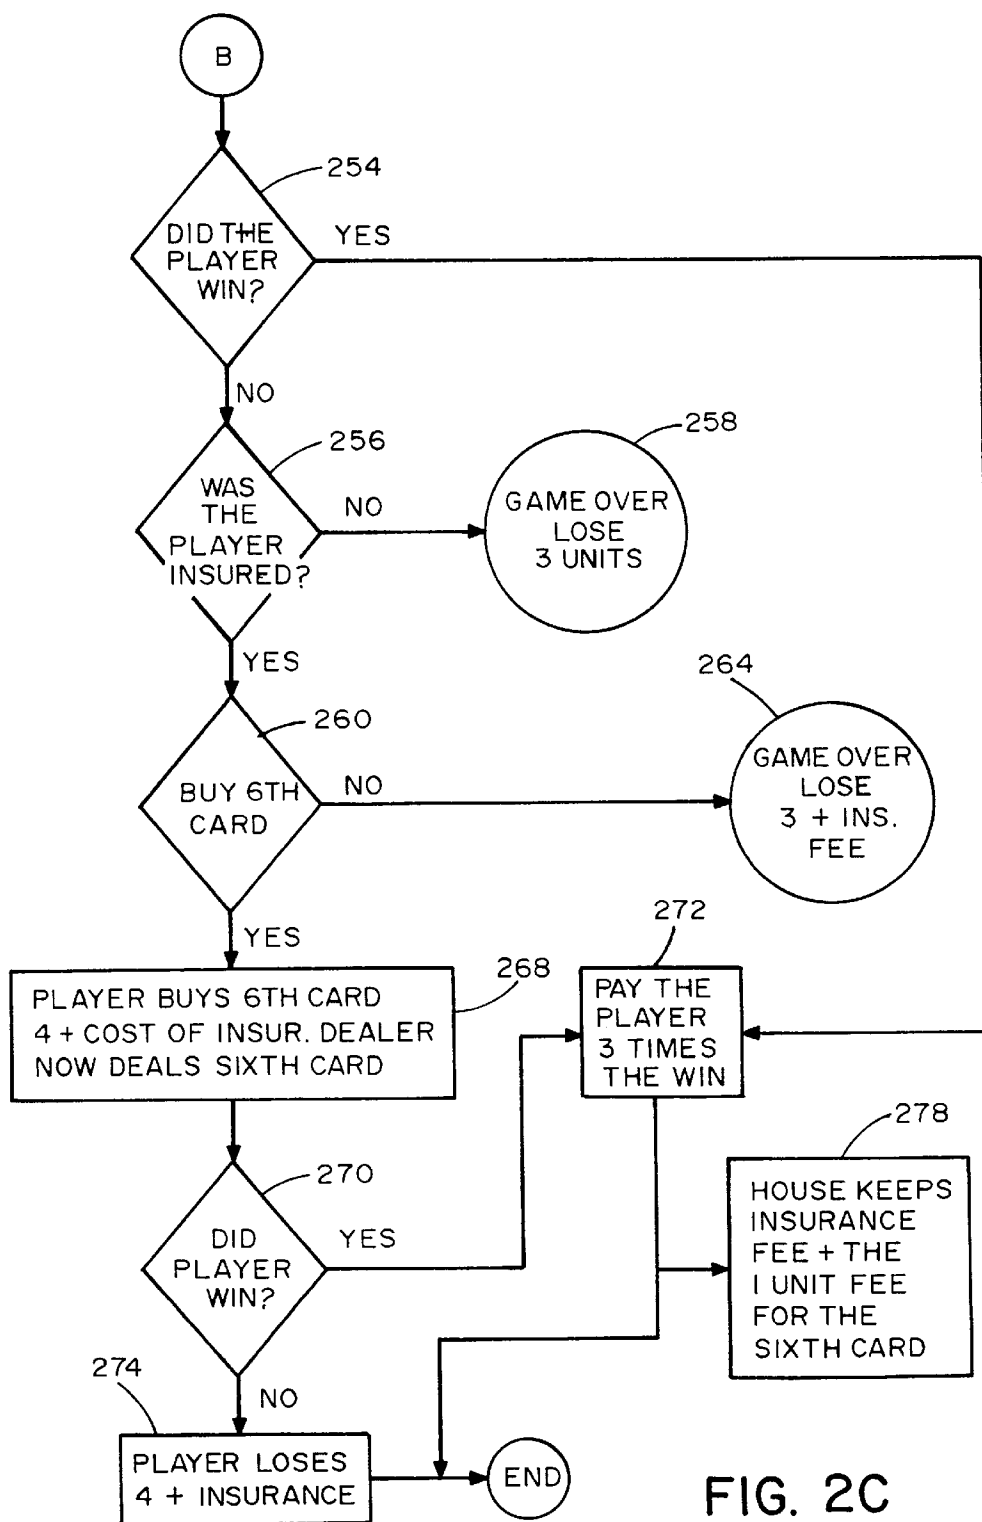 B
254
DID THE
PLAYER
WIN?
YES
NO
256
WAS
THE
PLAYER
INSURED?
NO
258
GAME OVER
LOSE
3 UNITS
YES
260
BUY 6TH
CARD
NO
264
GAME OVER
LOSE
3 + INS.
FEE
YES
268
PLAYER BUYS 6TH CARD
4 + COST OF INSUR. DEALER
NOW DEALS SIXTH CARD
272
PAY THE
PLAYER
3 TIMES
THE WIN
270
DID
PLAYER
WIN?
YES
278
HOUSE KEEPS
INSURANCE
FEE + THE
1 UNIT FEE
FOR THE
SIXTH CARD
NO
274
PLAYER LOSES
4 + INSURANCE
END
FIG. 2C